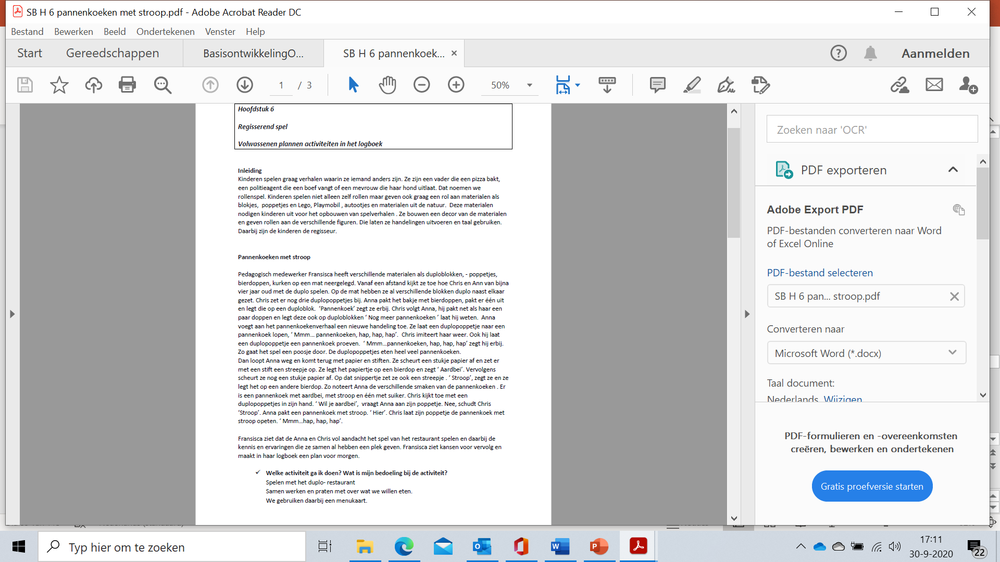 SB H 6 pannenkoeken met stroop.pdf - Adobe Acrobat Reader DC
Bestand Bewerken Beeld Ondertekenen Venster Help
Start Gereedschappen BasisontwikkelingO... SB H 6 pannenkoek... Aanmelden
1 / 3 50%
Hoofdstuk 6
Regisserend spel
Volwassenen plannen activiteiten in het logboek
Inleiding
Kinderen spelen graag verhalen waarin ze iemand anders zijn. Ze zijn een vader die een pizza bakt,
een politieagent die een boef vangt of een mevrouw die haar hond uitlaat. Dat noemen we
rollenspel. Kinderen spelen niet alleen zelf rollen maar geven ook graag een rol aan materialen als
blokjes,  poppetjes en Lego, Playmobil , autootjes en materialen uit de natuur.  Deze materialen
nodigen kinderen uit voor het opbouwen van spelverhalen . Ze bouwen een decor van de materialen
en geven rollen aan de verschillende figuren. Die laten ze handelingen uitvoeren en taal gebruiken.
Daarbij zijn de kinderen de regisseur.
Pannenkoeken met stroop
Pedagogisch medewerker Fransisca heeft verschillende materialen als duploblokken, - poppetjes,
bierdoppen, kurken op een mat neergelegd. Vanaf een afstand kijkt ze toe hoe Chris en Ann van bijna
vier jaar oud met de duplo spelen. Op de mat hebben ze al verschillende blokken duplo naast elkaar
gezet. Chris zet er nog drie duplopoppetjes bij. Anna pakt het bakje met bierdoppen, pakt er één uit
en legt die op een duploblok.  ‘Pannenkoek’ zegt ze erbij. Chris volgt Anna, hij pakt net als haar een
paar doppen en legt deze ook op duploblokken ‘ Nog meer pannenkoeken ’ laat hij weten.  Anna
voegt aan het pannenkoekenverhaal een nieuwe handeling toe. Ze laat een duplopoppetje naar een
pannenkoek lopen, ‘ Mmm... pannenkoeken, hap, hap, hap’.  Chris imiteert haar weer. Ook hij laat
een duplopoppetje een pannenkoek proeven.  ‘ Mmm...pannenkoeken, hap, hap, hap’ zegt hij erbij.
Zo gaat het spel een poosje door. De duplopoppetjes eten heel veel pannenkoeken.
Dan loopt Anna weg en komt terug met papier en stiften. Ze scheurt een stukje papier af en zet er
met een stift een streepje op. Ze legt het papiertje op een bierdop en zegt ‘ Aardbei’. Vervolgens
scheurt ze nog een stukje papier af. Op dat snippertje zet ze ook een streepje . ‘ Stroop’, zegt ze en ze
legt het op een andere bierdop. Zo noteert Anna de verschillende smaken van de pannenkoeken . Er
is een pannenkoek met aardbei, met stroop en één met suiker. Chris kijkt toe met een
duplopoppetjes in zijn hand. ‘ Wil je aardbei’,  vraagt Anna aan zijn poppetje. Nee, schudt Chris
‘Stroop’. Anna pakt een pannenkoek met stroop. ‘ Hier’. Chris laat zijn poppetje de pannenkoek met
stroop opeten. ‘ Mmm...hap, hap, hap’.
Fransisca ziet dat de Anna en Chris vol aandacht het spel van het restaurant spelen en daarbij de
kennis en ervaringen die ze samen al hebben een plek geven. Fransisca ziet kansen voor vervolg en
maakt in haar logboek een plan voor morgen.
✓ Welke activiteit ga ik doen? Wat is mijn bedoeling bij de activiteit?
Spelen met het duplo- restaurant
Samen werken en praten met over wat we willen eten.
We gebruiken daarbij een menukaart.
Zoeken naar 'OCR'
PDF exporteren
Adobe Export PDF
PDF-bestanden converteren naar Word
of Excel Online
PDF-bestand selecteren
SB H 6 pan... stroop.pdf
Converteren naar
Microsoft Word (*.docx)
Taal document:
Nederlands Wijzigen
PDF-formulieren en -overeenkomsten
creëren, bewerken en ondertekenen
Gratis proefversie starten
Typ hier om te zoeken
17:11
30-9-2020
22